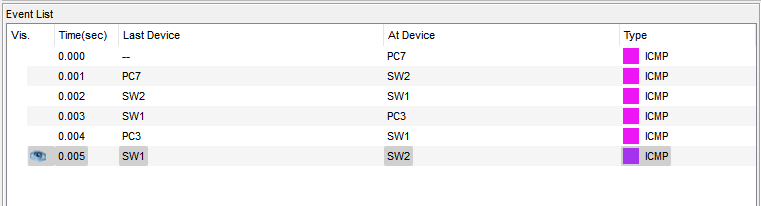 Event List
Vis. Time(sec) Last Device At Device Type
0.000 -- PC7 ICMP
0.001 PC7 SW2 ICMP
0.002 SW2 SW1 ICMP
0.003 SW1 PC3 ICMP
0.004 PC3 SW1 ICMP
0.005 SW1 SW2 ICMP